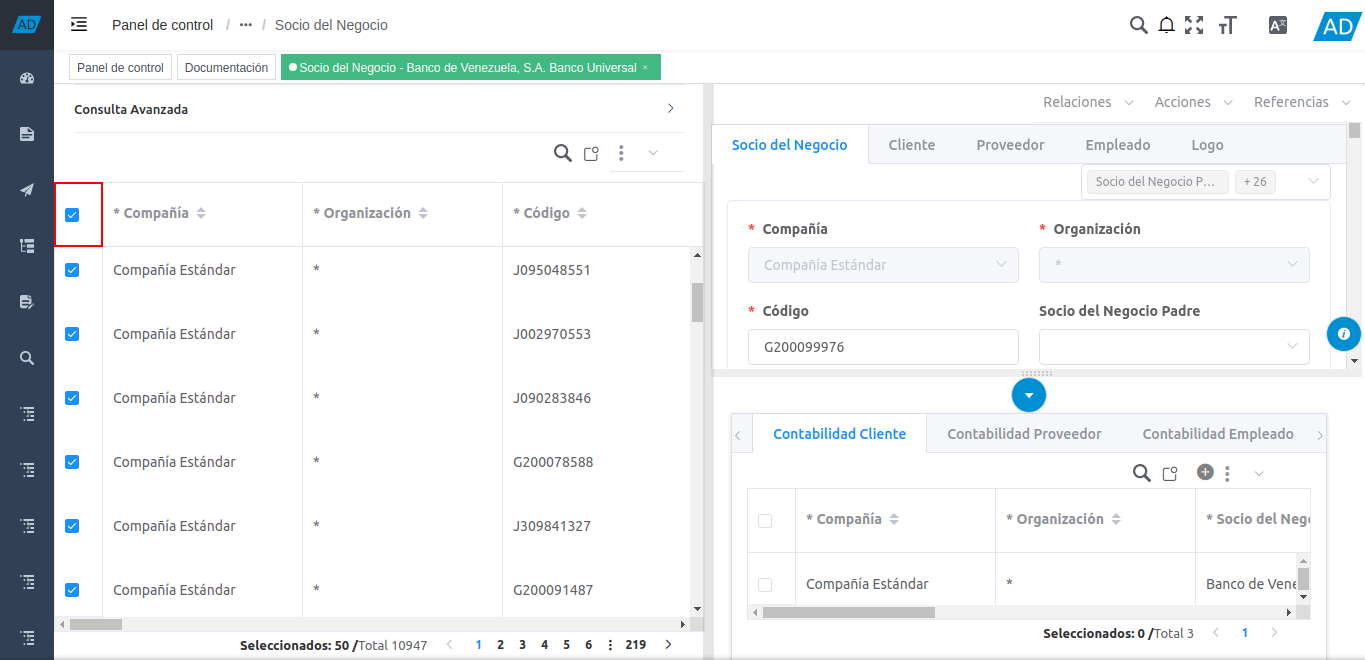 AD
Panel de control / ••• / Socio del Negocio
AD
Panel de control
Documentación
Socio del Negocio - Banco de Venezuela, S.A. Banco Universal ×
Consulta Avanzada
* Compañía
* Organización
* Código
Compañía Estándar * J095048551
Compañía Estándar * J002970553
Compañía Estándar * J090283846
Compañía Estándar * G200078588
Compañía Estándar * J309841327
Compañía Estándar * G200091487
Seleccionados: 50 /Total 10947
1 2 3 4 5 6 219
Relaciones
Acciones
Referencias
Socio del Negocio
Cliente
Proveedor
Empleado
Logo
Socio del Negocio P...
+ 26
* Compañía
* Organización
Compañía Estándar
*
* Código
Socio del Negocio Padre
G200099976
Contabilidad Cliente
Contabilidad Proveedor
Contabilidad Empleado
* Compañía
* Organización
* Socio del Nego
Compañía Estándar
*
Banco de Vene
Seleccionados: 0 /Total 3
1